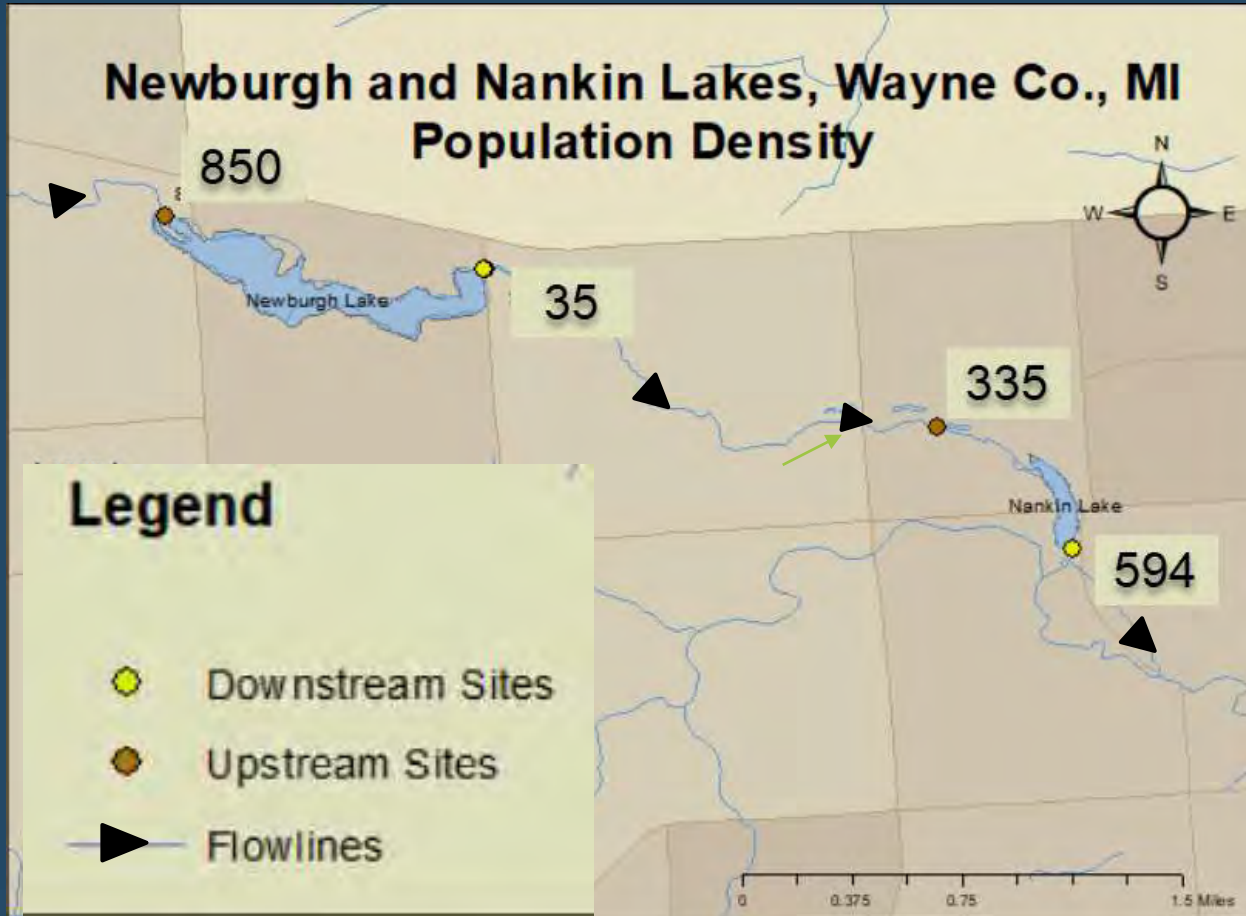 Newburgh and Nankin Lakes, Wayne Co., MI
Population Density
N
W
E
S
850
Newburgh Lake
35
335
Nankin Lake
594
Legend
Downstream Sites
Upstream Sites
Flowlines
0 0.375 0.75 1.5 Miles